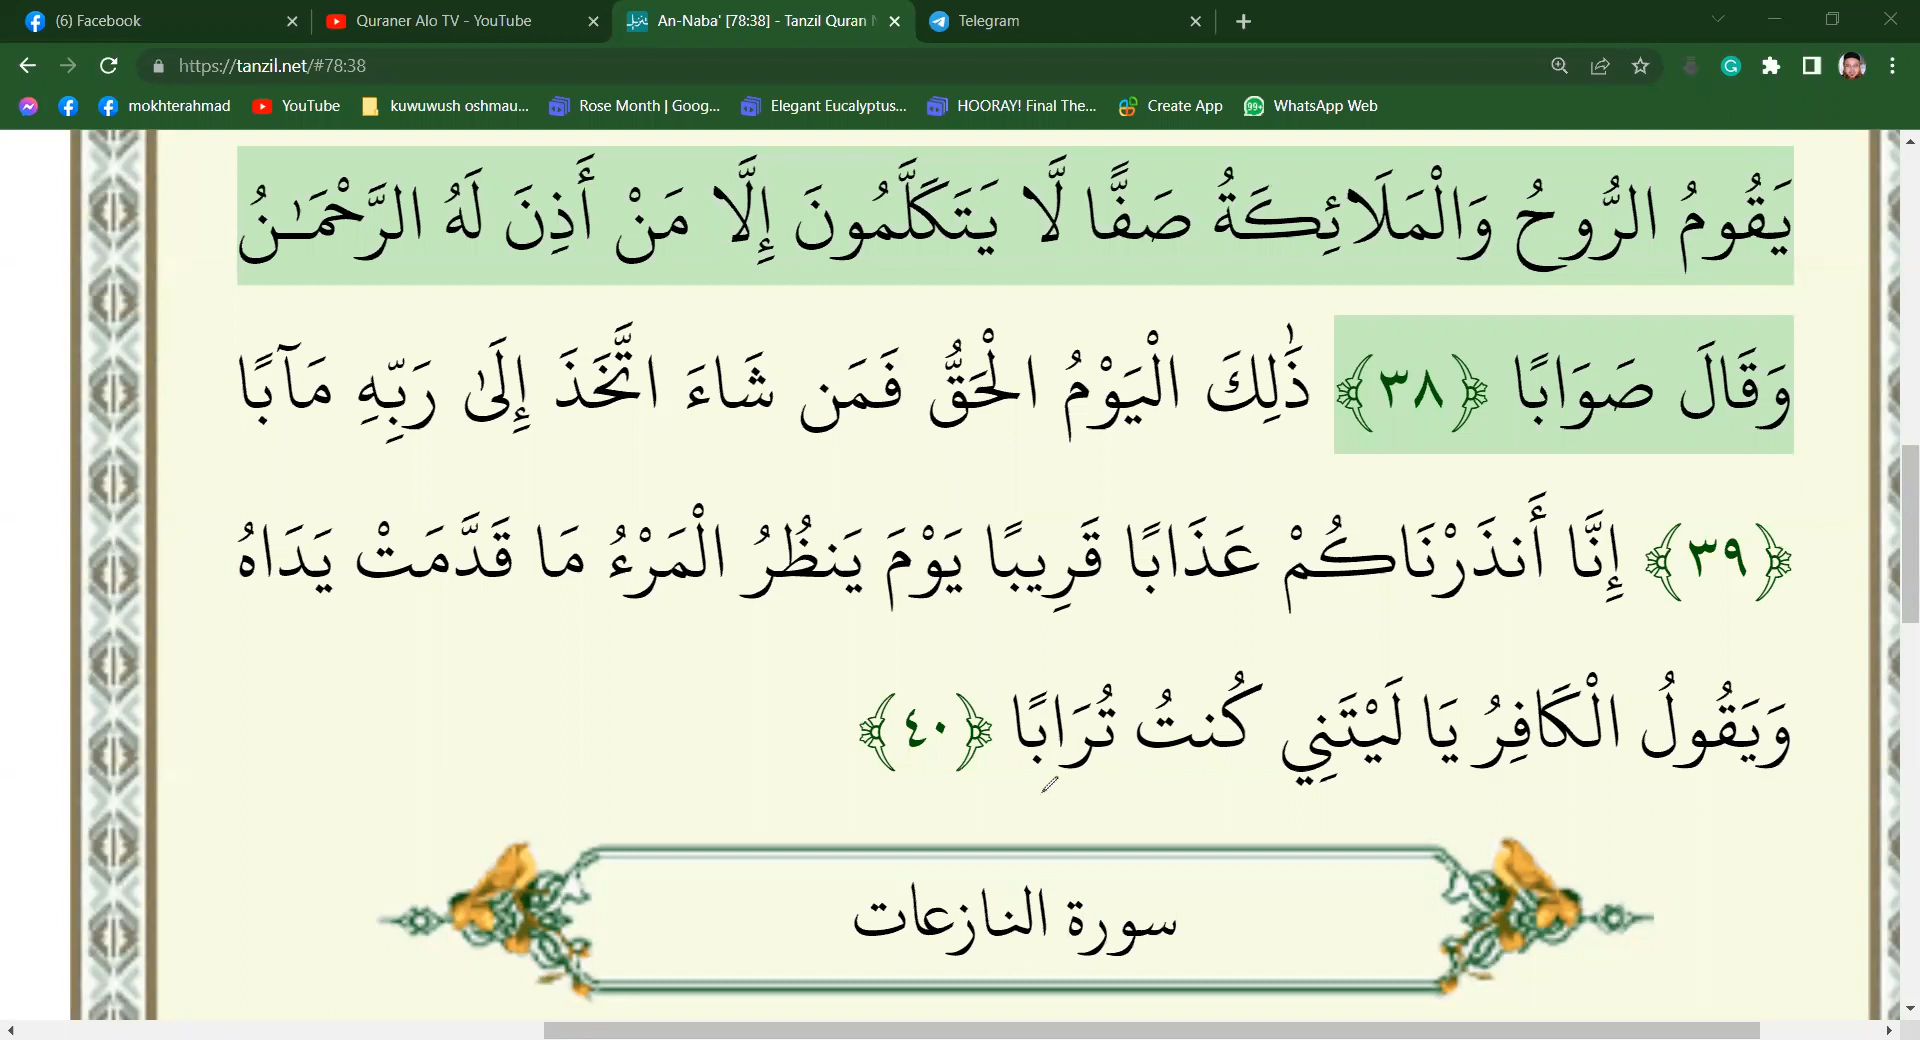 (6) Facebook
Quraner Alo TV - YouTube
An-Naba' [78:38] - Tanzil Quran
Telegram
https://tanzil.net/#78:38
mokhterahmad
YouTube
kuwuwush oshmau...
Rose Month | Goog...
Elegant Eucalyptus...
HOORAY! Final The...
Create App
99+
WhatsApp Web
يَقُومُ الرُّوحُ وَالْمَلَائِكَةُ صَفًّا لَّا يَتَكَلَّمُونَ إِلَّا مَنْ أَذِنَ لَهُ الرَّحْمَـٰنُ
وَقَالَ صَوَابًا ﴿٣٨﴾ ذَٰلِكَ الْيَوْمُ الْحَقُّ فَمَن شَاءَ اتَّخَذَ إِلَىٰ رَبِّهِ مَآبًا
﴿٣٩﴾ إِنَّا أَنذَرْنَاكُمْ عَذَابًا قَرِيبًا يَوْمَ يَنظُرُ الْمَرْءُ مَا قَدَّمَتْ يَدَاهُ
وَيَقُولُ الْكَافِرُ يَا لَيْتَنِي كُنتُ تُرَابًا ﴿٤٠﴾
سورة النازعات